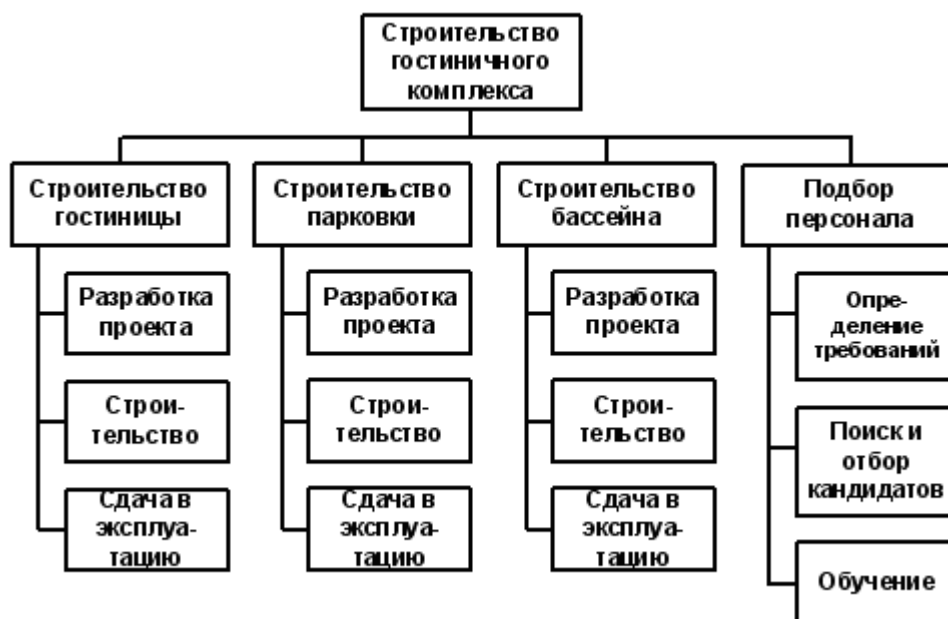 Строительство
гостиничного
комплекса
Строительство
гостиницы
Разработка
проекта
Строи-
тельство
Сдача в
эксплуа-
тацию
Строительство
парковки
Разработка
проекта
Строи-
тельство
Сдача в
эксплуа-
тацию
Строительство
бассейна
Разработка
проекта
Строи-
тельство
Сдача в
эксплуа-
тацию
Подбор
персонала
Опре-
деление
требований
Поиск и
отбор
кандидатов
Обучение